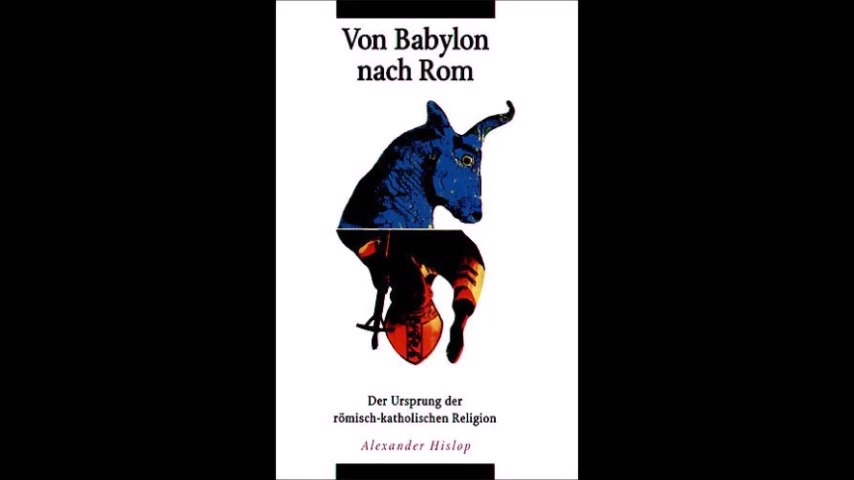 Von Babylon
nach Rom
Der Ursprung der
römisch-katholischen Religion
Alexander Hislop